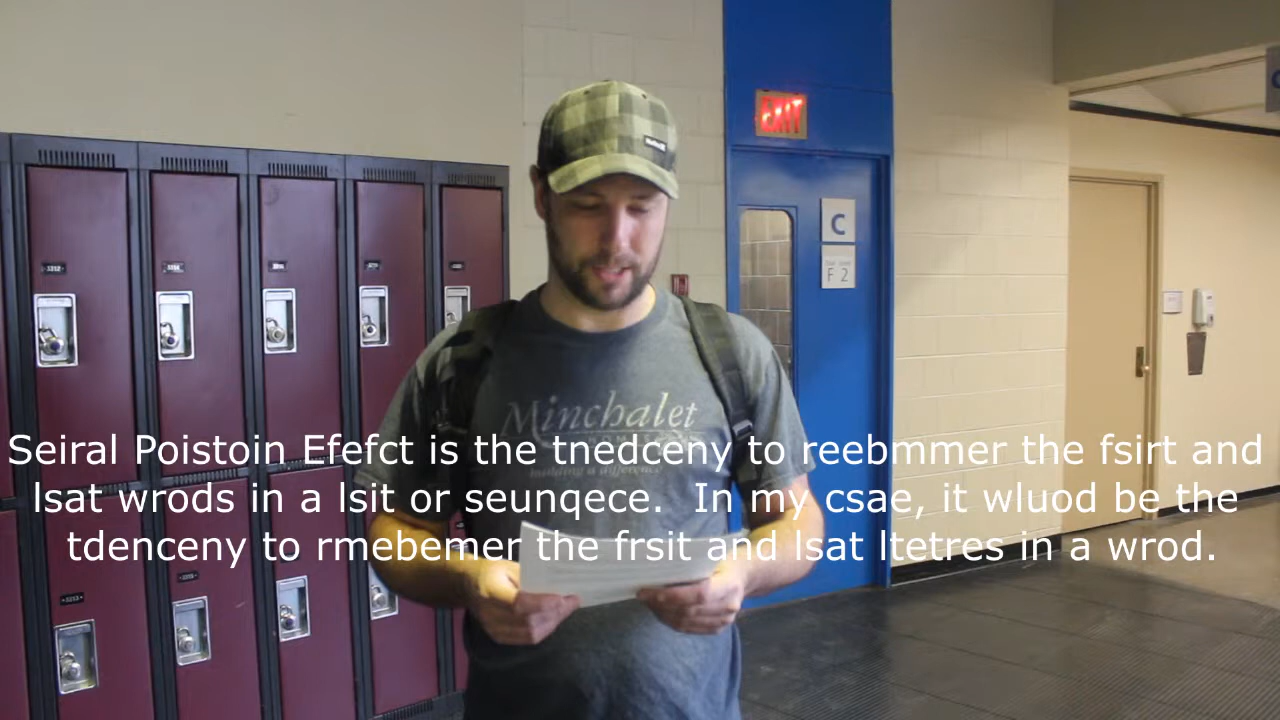 EXIT
C
F 2
Minchalet
Seiral Poistoin Efefct is the tnedceny to reebmmer the fsirt and
lsat wrods in a lsit or seunqece.  In my csae, it wluod be the
tdenceny to rmebemer the frsit and lsat ltetres in a wrod.